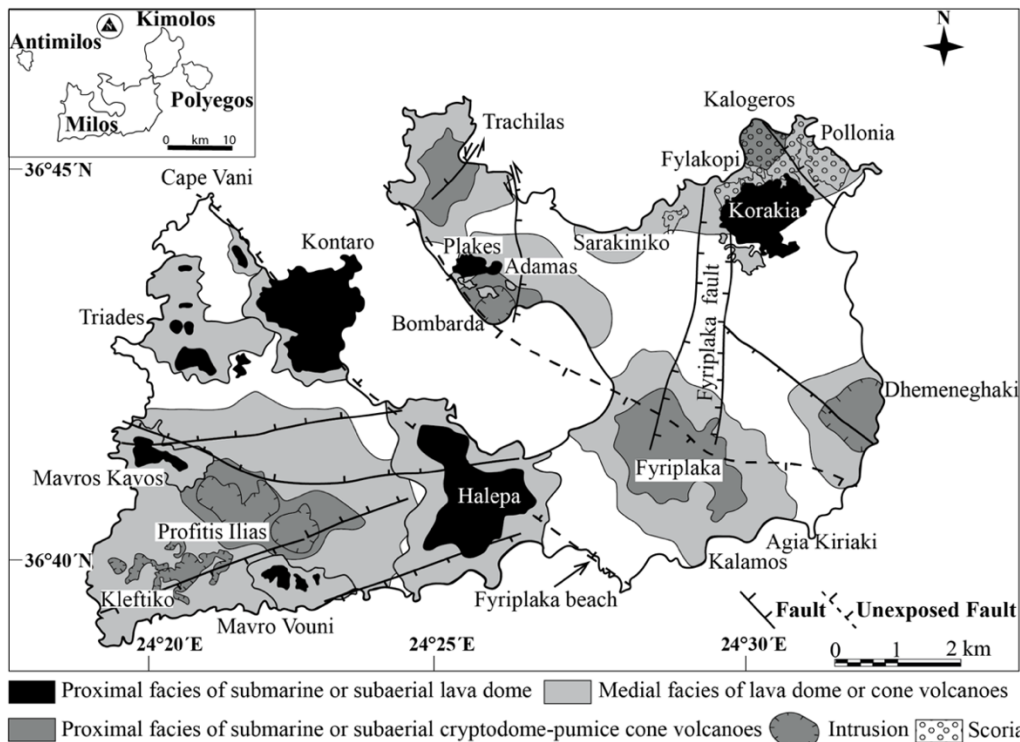 Kimolos
Antimilos
Polyegos
Milos
0 km 10
N
36°45´N
36°40´N
Cape Vani
Kontaro
Triades
Trachilas
Plakes
Adamas
Bombarda
Sarakiniko
Fylakopi
Kalogeros
Pollonia
Korakia
Fyriplaka fault
Dhemeneghaki
Fyriplaka
Mavros Kavos
Profitis Ilias
Halepa
Kleftiko
Mavro Vouni
Fyriplaka beach
Kalamos
Agia Kiriaki
24°20´E
24°25´E
24°30´E
Fault
Unexposed Fault
0 1 2 km
Proximal facies of submarine or subaerial lava dome
Medial facies of lava dome or cone volcanoes
Proximal facies of submarine or subaerial cryptodome-pumice cone volcanoes
Intrusion
Scoria